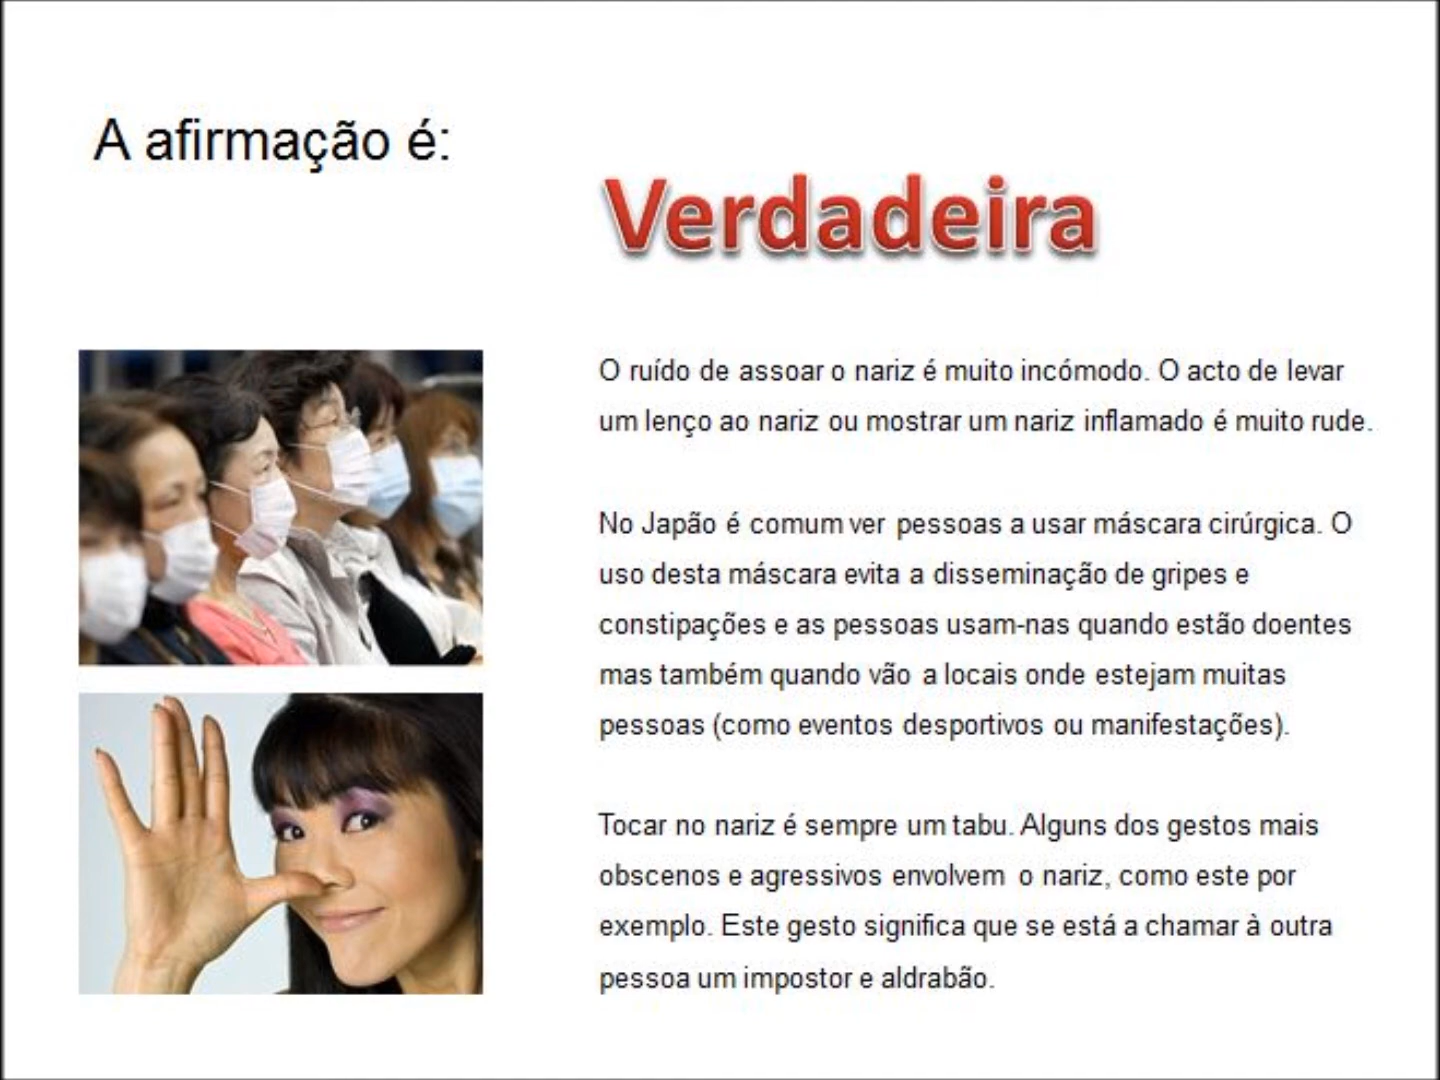 A afirmação é:
Verdadeira
O ruído de assoar o nariz é muito incómodo. O acto de levar
um lenço ao nariz ou mostrar um nariz inflamado é muito rude.
No Japão é comum ver pessoas a usar máscara cirúrgica. O
uso desta máscara evita a disseminação de gripes e
constipações e as pessoas usam-nas quando estão doentes
mas também quando vão a locais onde estejam muitas
pessoas (como eventos desportivos ou manifestações).
Tocar no nariz é sempre um tabu. Alguns dos gestos mais
obscenos e agressivos envolvem o nariz, como este por
exemplo. Este gesto significa que se está a chamar à outra
pessoa um impostor e aldrabão.